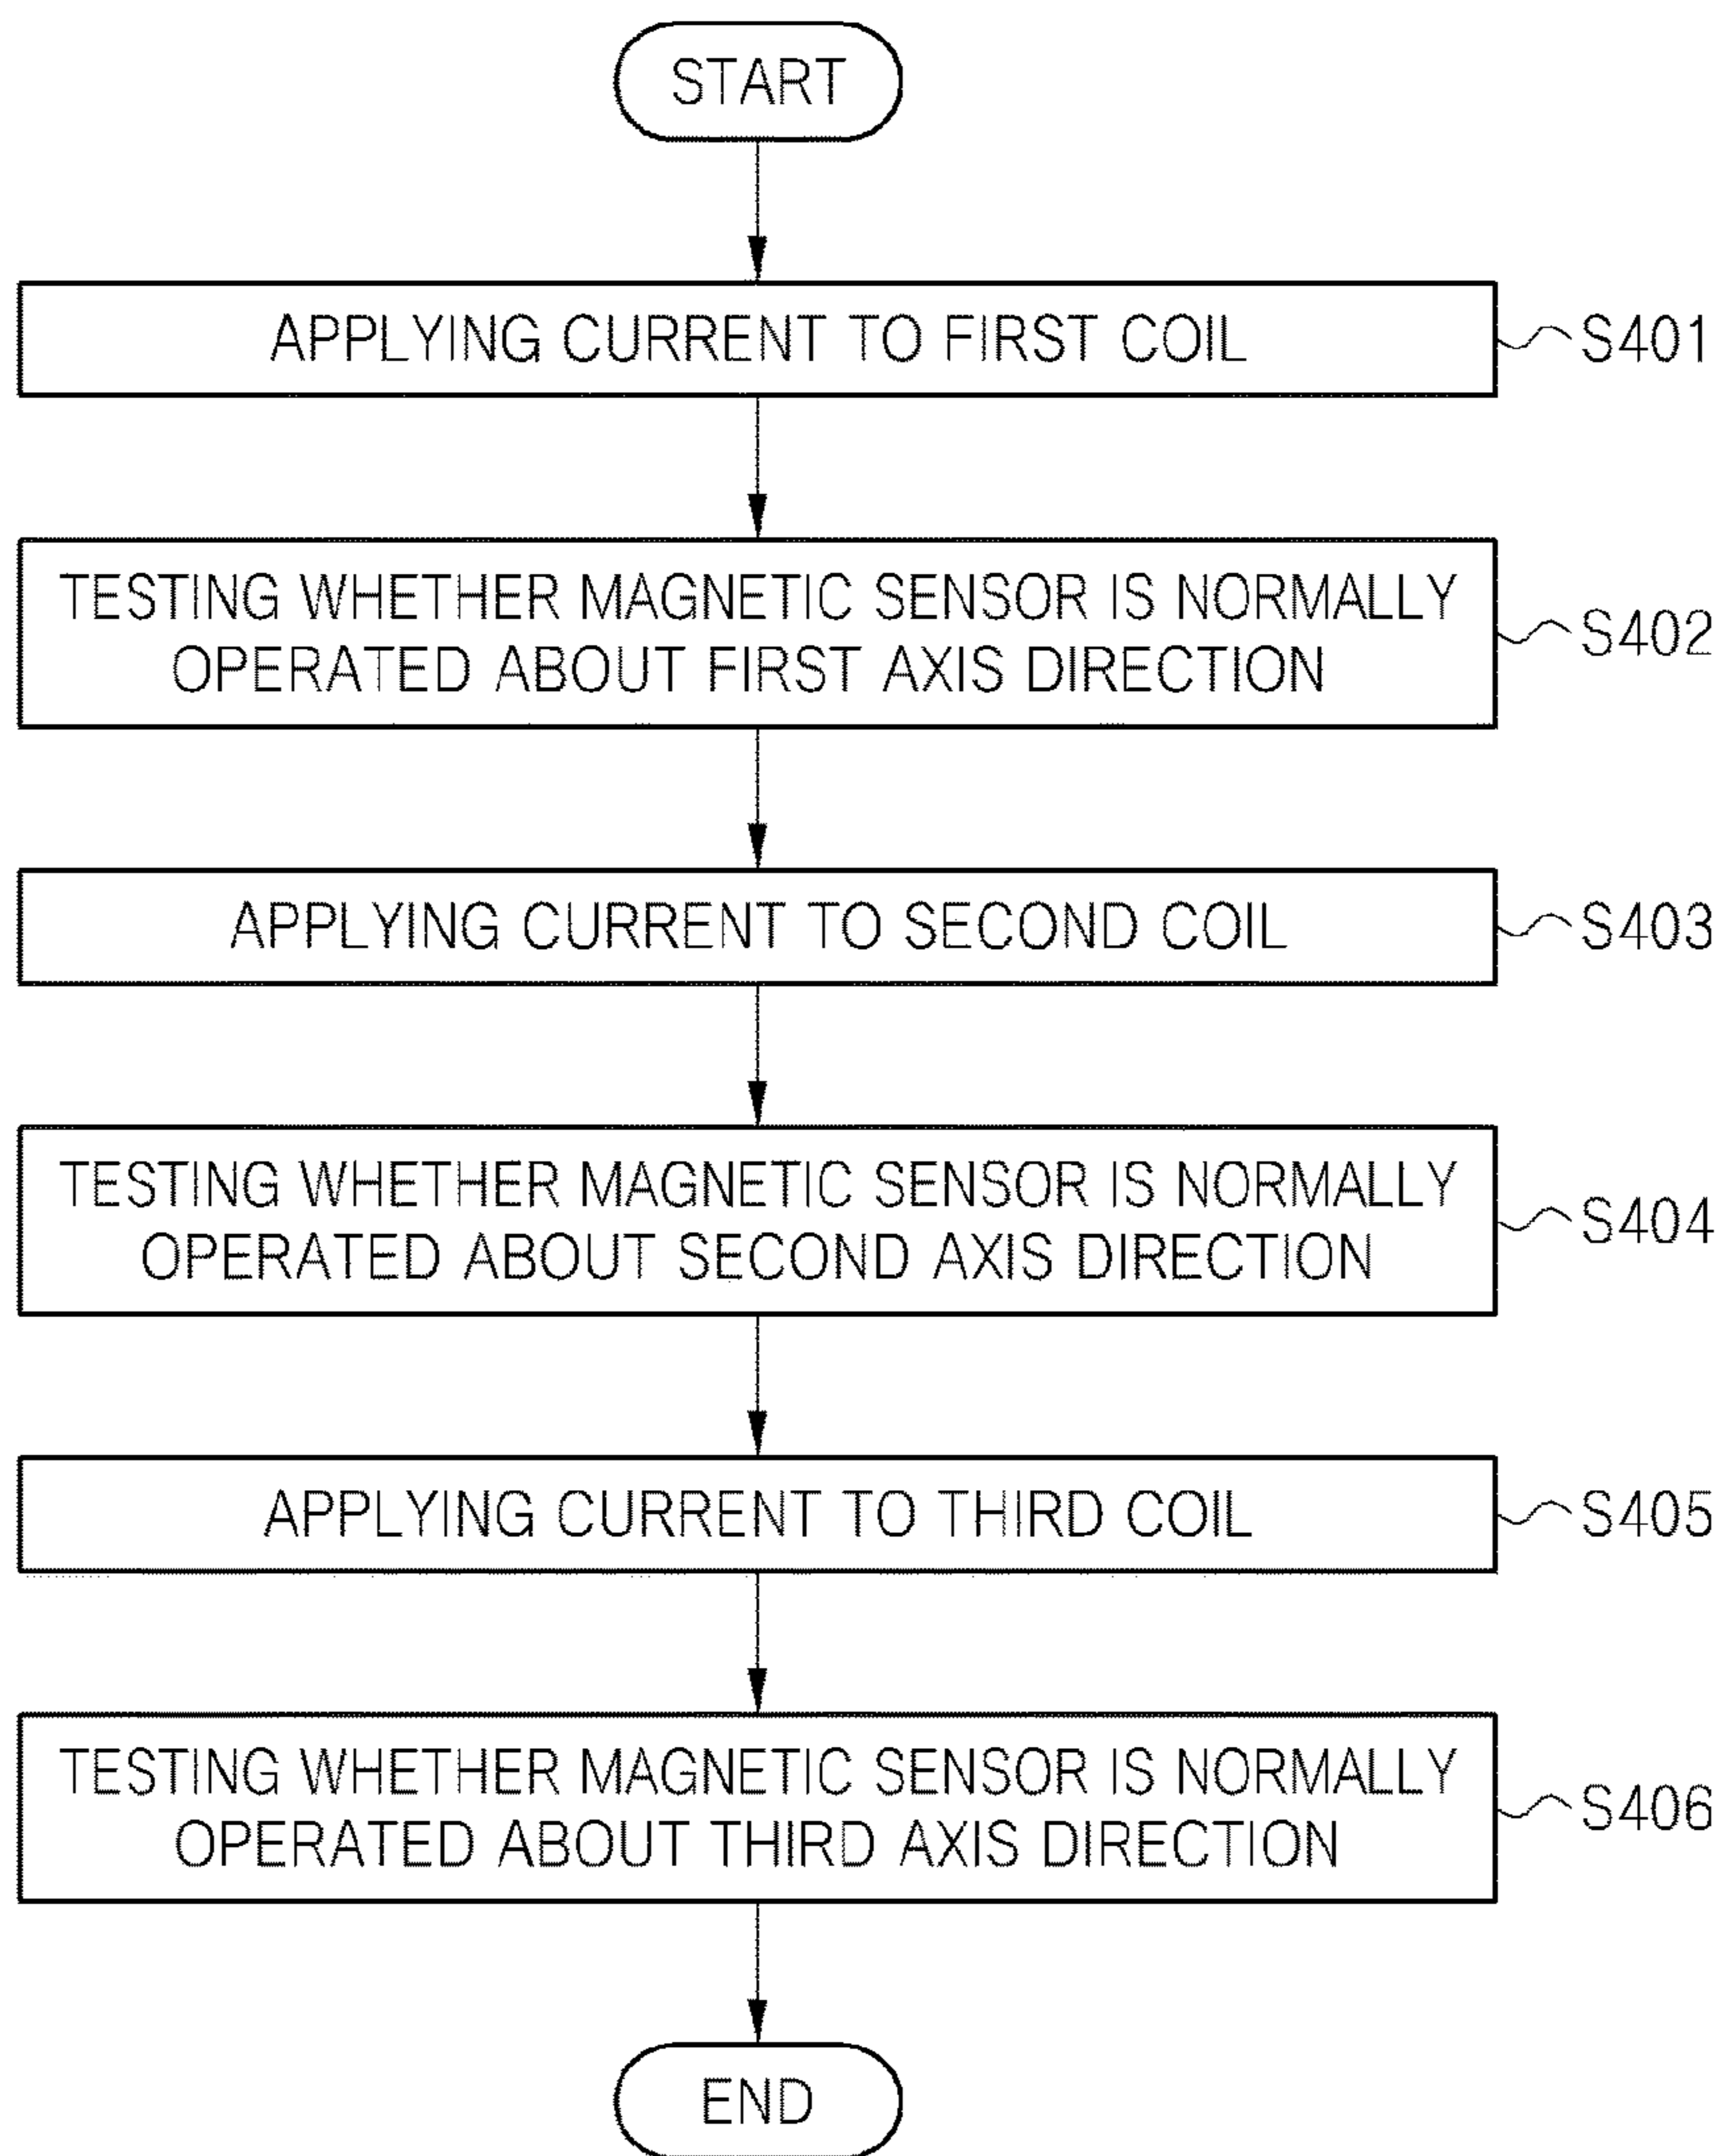 START
APPLYING CURRENT TO FIRST COIL
S401
TESTING WHETHER MAGNETIC SENSOR IS NORMALLY
OPERATED ABOUT FIRST AXIS DIRECTION
S402
APPLYING CURRENT TO SECOND COIL
S403
TESTING WHETHER MAGNETIC SENSOR IS NORMALLY
OPERATED ABOUT SECOND AXIS DIRECTION
S404
APPLYING CURRENT TO THIRD COIL
S405
TESTING WHETHER MAGNETIC SENSOR IS NORMALLY
OPERATED ABOUT THIRD AXIS DIRECTION
S406
END